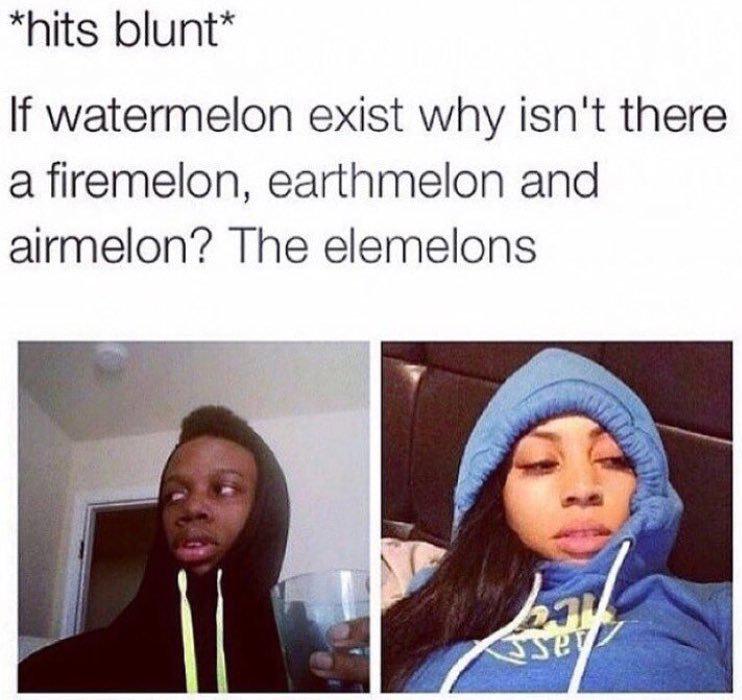 *hits blunt*
If watermelon exist why isn't there
a firemelon, earthmelon and
airmelon? The elemelons